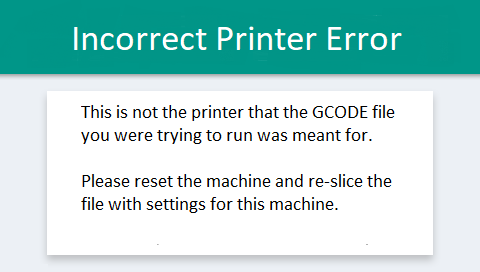 Incorrect Printer Error
This is not the printer that the GCODE file
you were trying to run was meant for.
Please reset the machine and re-slice the
file with settings for this machine.